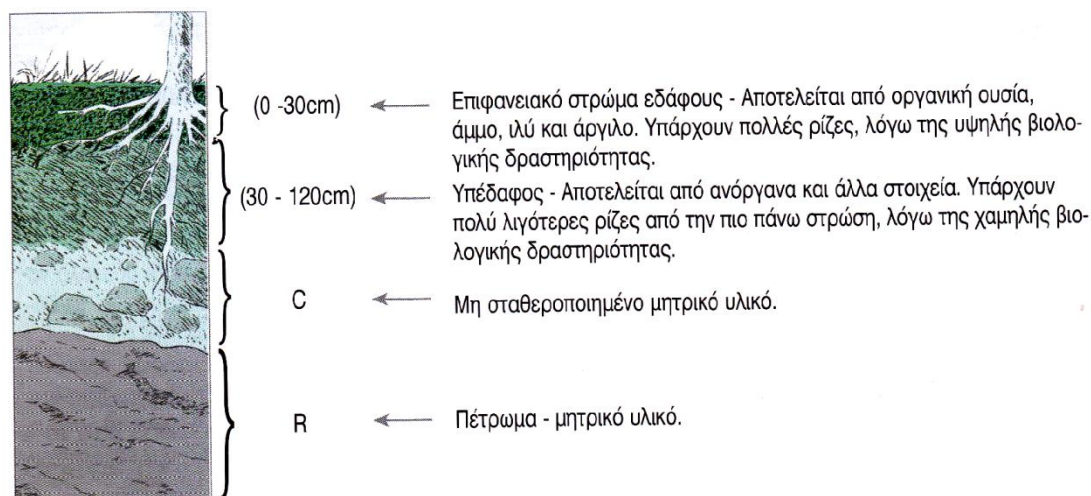 (0 -30cm)
Επιφανειακό στρώμα εδάφους - Αποτελείται από οργανική ουσία,
άμμο, ιλύ και άργιλο. Υπάρχουν πολλές ρίζες, λόγω της υψηλής βιολο-
γικής δραστηριότητας.
(30 - 120cm)
Υπέδαφος - Αποτελείται από ανόργανα και άλλα στοιχεία. Υπάρχουν
πολύ λιγότερες ρίζες από την πιο πάνω στρώση, λόγω της χαμηλής βιο-
λογικής δραστηριότητας.
C
Μη σταθεροποιημένο μητρικό υλικό.
R
Πέτρωμα - μητρικό υλικό.